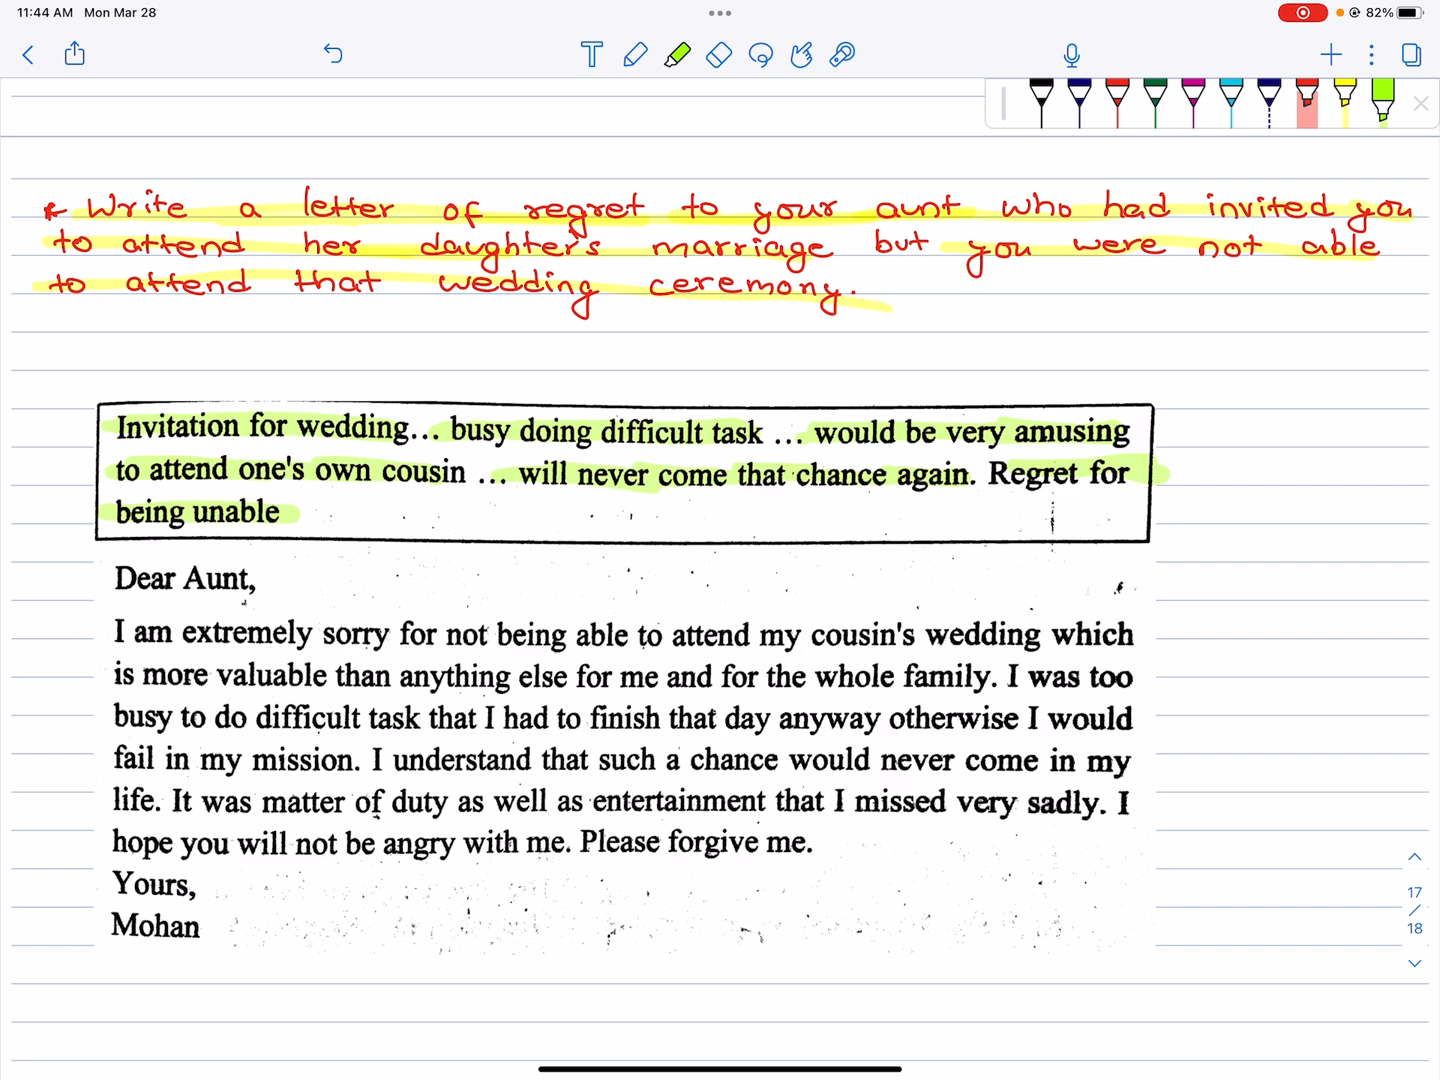 11:44 AM Mon Mar 28
82%
* Write a letter of regret to your aunt who had invited you
to attend her daughter's marriage but you were not able
to attend that wedding ceremony.
Invitation for wedding... busy doing difficult task ... would be very amusing
to attend one's own cousin ... will never come that chance again. Regret for
being unable
Dear Aunt,
I am extremely sorry for not being able to attend my cousin's wedding which
is more valuable than anything else for me and for the whole family. I was too
busy to do difficult task that I had to finish that day anyway otherwise I would
fail in my mission. I understand that such a chance would never come in my
life. It was matter of duty as well as entertainment that I missed very sadly. I
hope you will not be angry with me. Please forgive me.
Yours,
Mohan
17
/
18